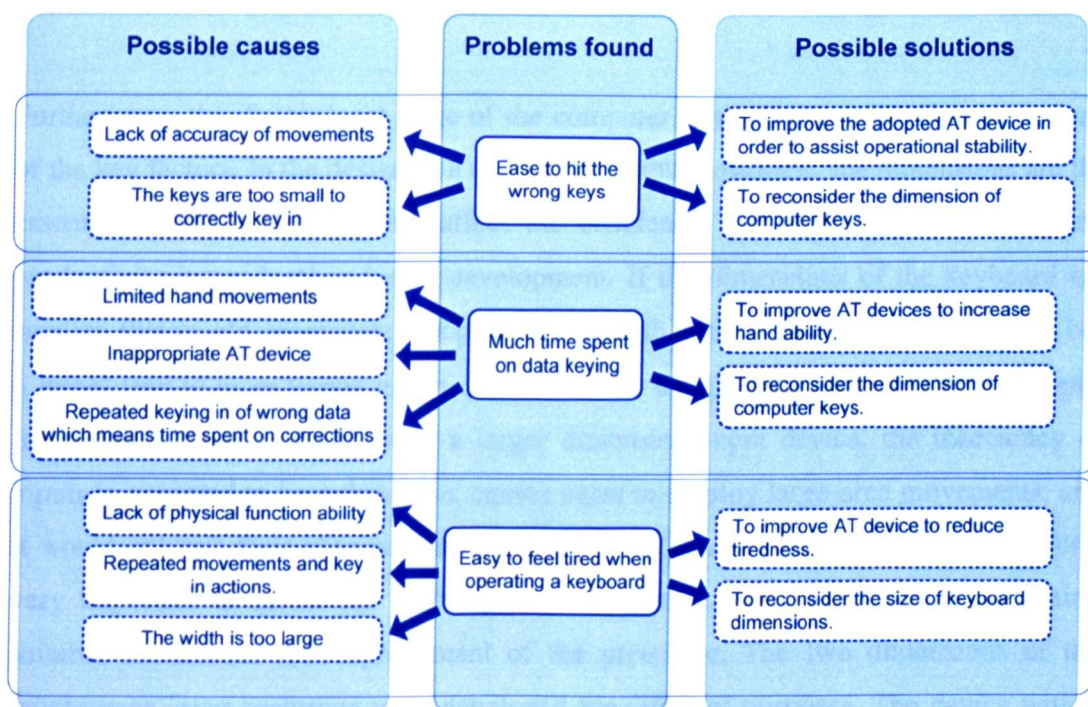 Possible causes
Problems found
Possible solutions
Lack of accuracy of movements
The keys are too small to
correctly key in
Ease to hit the
wrong keys
To improve the adopted AT device in
order to assist operational stability.
To reconsider the dimension of
computer keys.
Limited hand movements
Inappropriate AT device
Repeated keying in of wrong data
which means time spent on corrections
Much time spent
on data keying
To improve AT devices to increase
hand ability.
To reconsider the dimension of
computer keys.
Lack of physical function ability
Repeated movements and key
in actions.
The width is too large
Easy to feel tired when
operating a keyboard
To improve AT device to reduce
tiredness.
To reconsider the size of keyboard
dimensions.